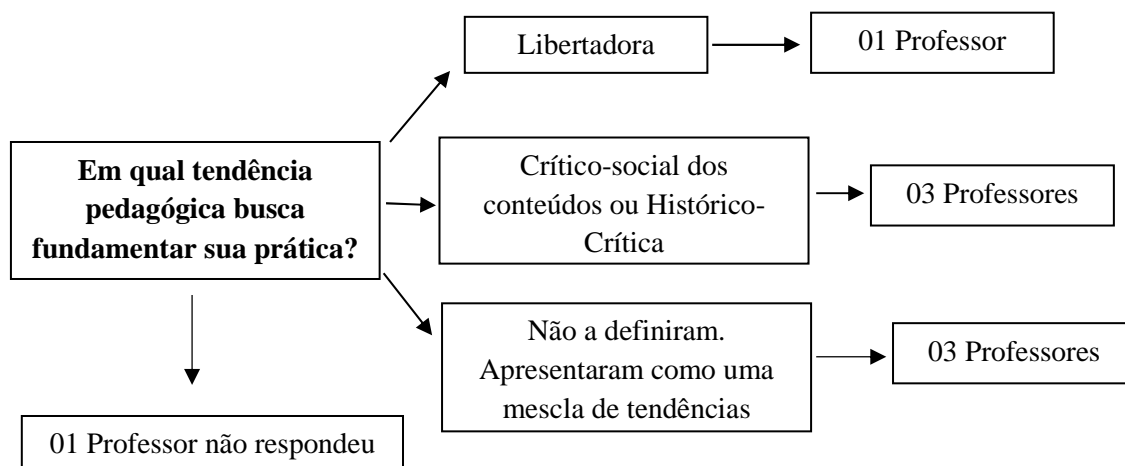 Libertadora
01 Professor
Em qual tendência
pedagógica busca
fundamentar sua prática?
Crítico-social dos
conteúdos ou Histórico-
Crítica
03 Professores
Não a definiram.
Apresentaram como uma
mescla de tendências
03 Professores
01 Professor não respondeu